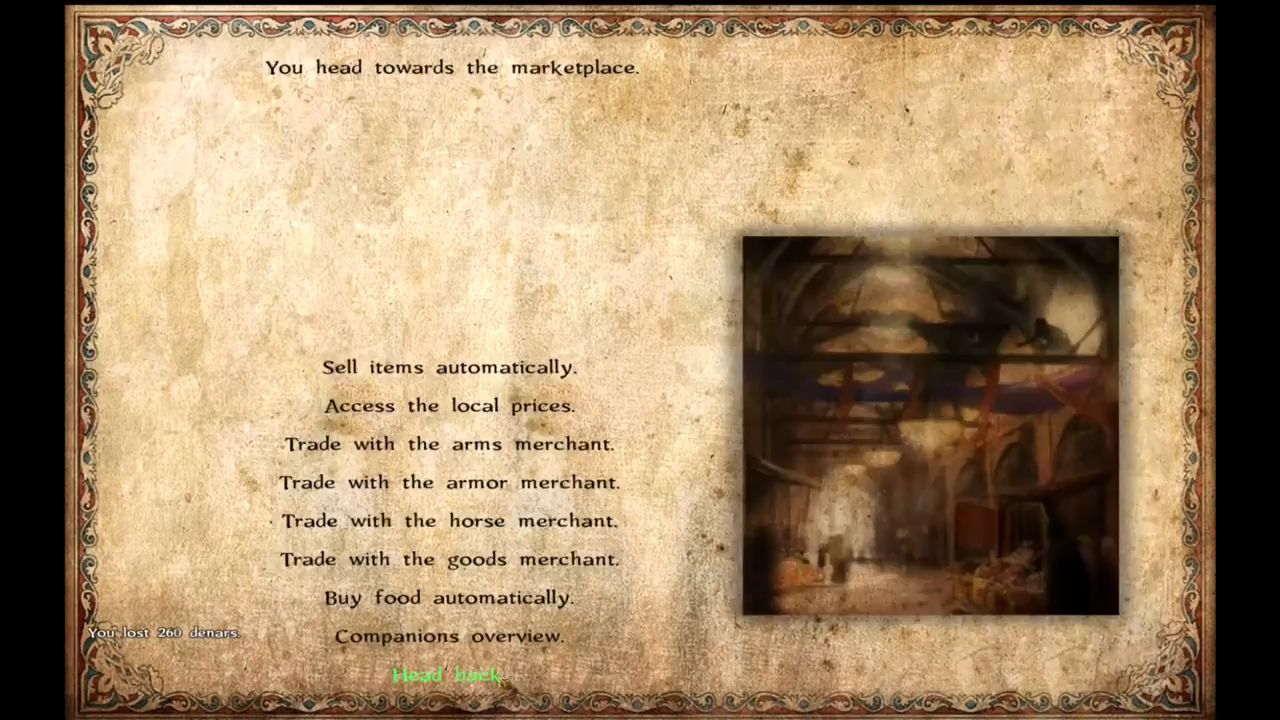 You head towards the marketplace.
Sell items automatically.
Access the local prices.
Trade with the arms merchant.
Trade with the armor merchant.
Trade with the horse merchant.
Trade with the goods merchant.
Buy food automatically.
You lost 260 denars.
Companions overview.
Head back.